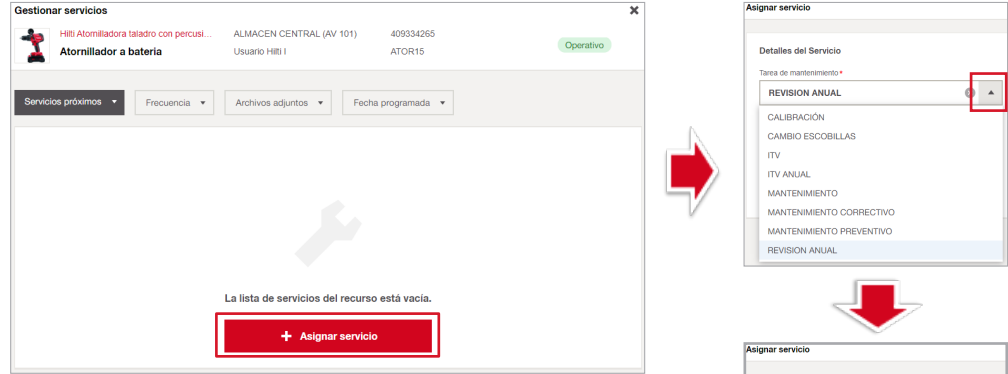 Gestionar servicios
Hilti Atornilladora taladro con percusi...
ALMACEN CENTRAL (AV 101)
409334265
Atornillador a bateria
Usuario Hilti I
ATOR15
Operativo
Servicios próximos
Frecuencia
Archivos adjuntos
Fecha programada
La lista de servicios del recurso está vacía.
+ Asignar servicio
Asignar servicio
Detalles del Servicio
Tarea de mantenimiento *
REVISION ANUAL
CALIBRACIÓN
CAMBIO ESCOBILLAS
ITV
ITV ANUAL
MANTENIMIENTO
MANTENIMIENTO CORRECTIVO
MANTENIMIENTO PREVENTIVO
REVISION ANUAL
Asignar servicio